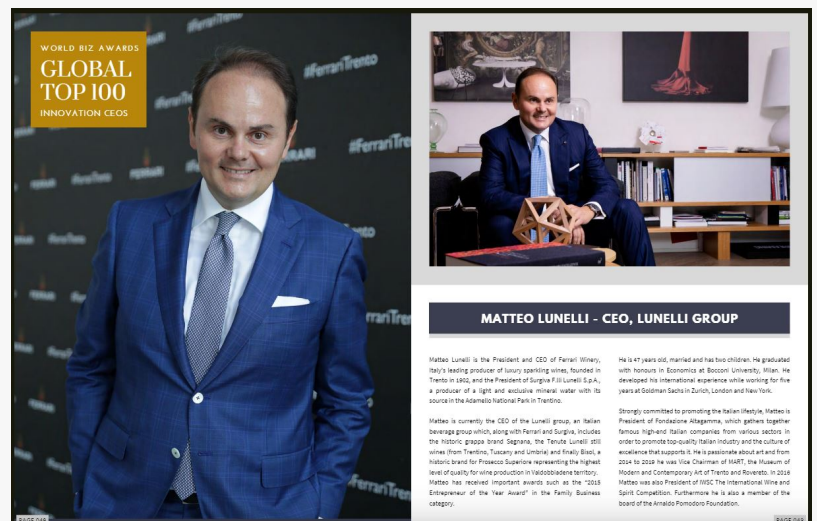 WORLD BIZ AWARDS
GLOBAL
TOP 100
INNOVATION CEOS
#FerrariTrento
#FerrariTre
FERRARI
MATTEO LUNELLI - CEO, LUNELLI GROUP
Matteo Lunelli is the President and CEO of Ferrari Winery,
Italy's leading producer of luxury sparkling wines, founded in
Trento in 1902, and the President of Surgiva F.lli Lunelli S.p.A.,
a producer of a light and exclusive mineral water with its
source in the Adamello National Park in Trentino.
Matteo is currently the CEO of the Lunelli group, an Italian
beverage group which, along with Ferrari and Surgiva, includes
the historic grappa brand Segnana, the Tenute Lunelli still
wines (from Trentino, Tuscany and Umbria) and finally Bisol, a
historic brand for Prosecco Superiore representing the highest
level of quality for wine production in Valdobbiadene territory.
Matteo has received important awards such as the "2015
Entrepreneur of the Year Award" in the Family Business
category.
He is 47 years old, married and has two children. He graduated
with honours in Economics at Bocconi University, Milan. He
developed his international experience while working for five
years at Goldman Sachs in Zurich, London and New York.
Strongly committed to promoting the Italian lifestyle, Matteo is
President of Fondazione Altagamma, which gathers together
famous high-end Italian companies from various sectors in
order to promote top-quality Italian industry and the culture of
excellence that supports it. He is passionate about art and from
2014 to 2019 he was Vice Chairman of MART, the Museum of
Modern and Contemporary Art of Trento and Rovereto. In 2016
Matteo was also President of IWSC The International Wine and
Spirit Competition. Furthermore he is also a member of the
board of the Arnaldo Pomodoro Foundation.
PAGE 048
PAGE 049